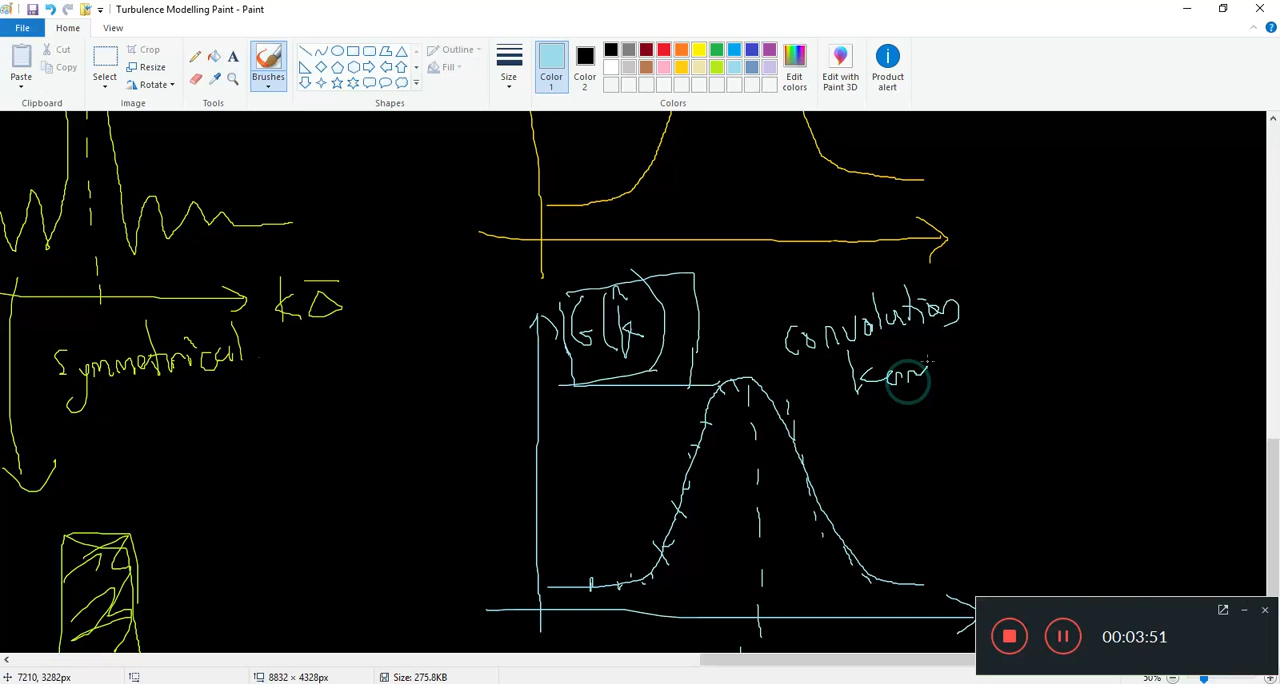 Turbulence Modelling Paint - Paint
File
Home
View
Paste
Cut
Copy
Clipboard
Select
Crop
Resize
Rotate
Image
A
Tools
Brushes
Shapes
Outline
Fill
Size
Color 1
Color 2
Colors
Edit colors
Edit with Paint 3D
Product alert
Symmetrical
Convolution
00:03:51
7210, 3282px
8832 × 4328px
Size: 275.8KB
50%